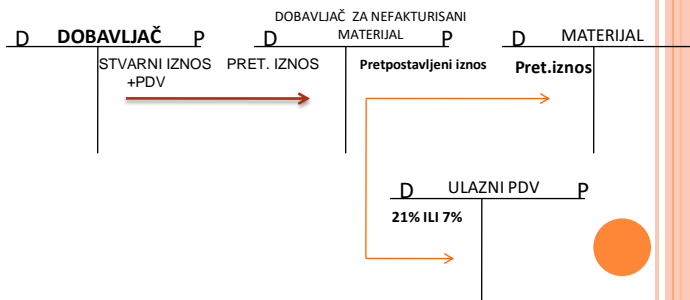 DOBAVLJAČ ZA NEFAKTURISANI
MATERIJAL
D DOBAVLJAČ P
D P
D MATERIJAL
STVARNI IZNOS
+PDV
PRET. IZNOS
Pretpostavljeni iznos
Pret.iznos
D ULAZNI PDV P
21% ILI 7%